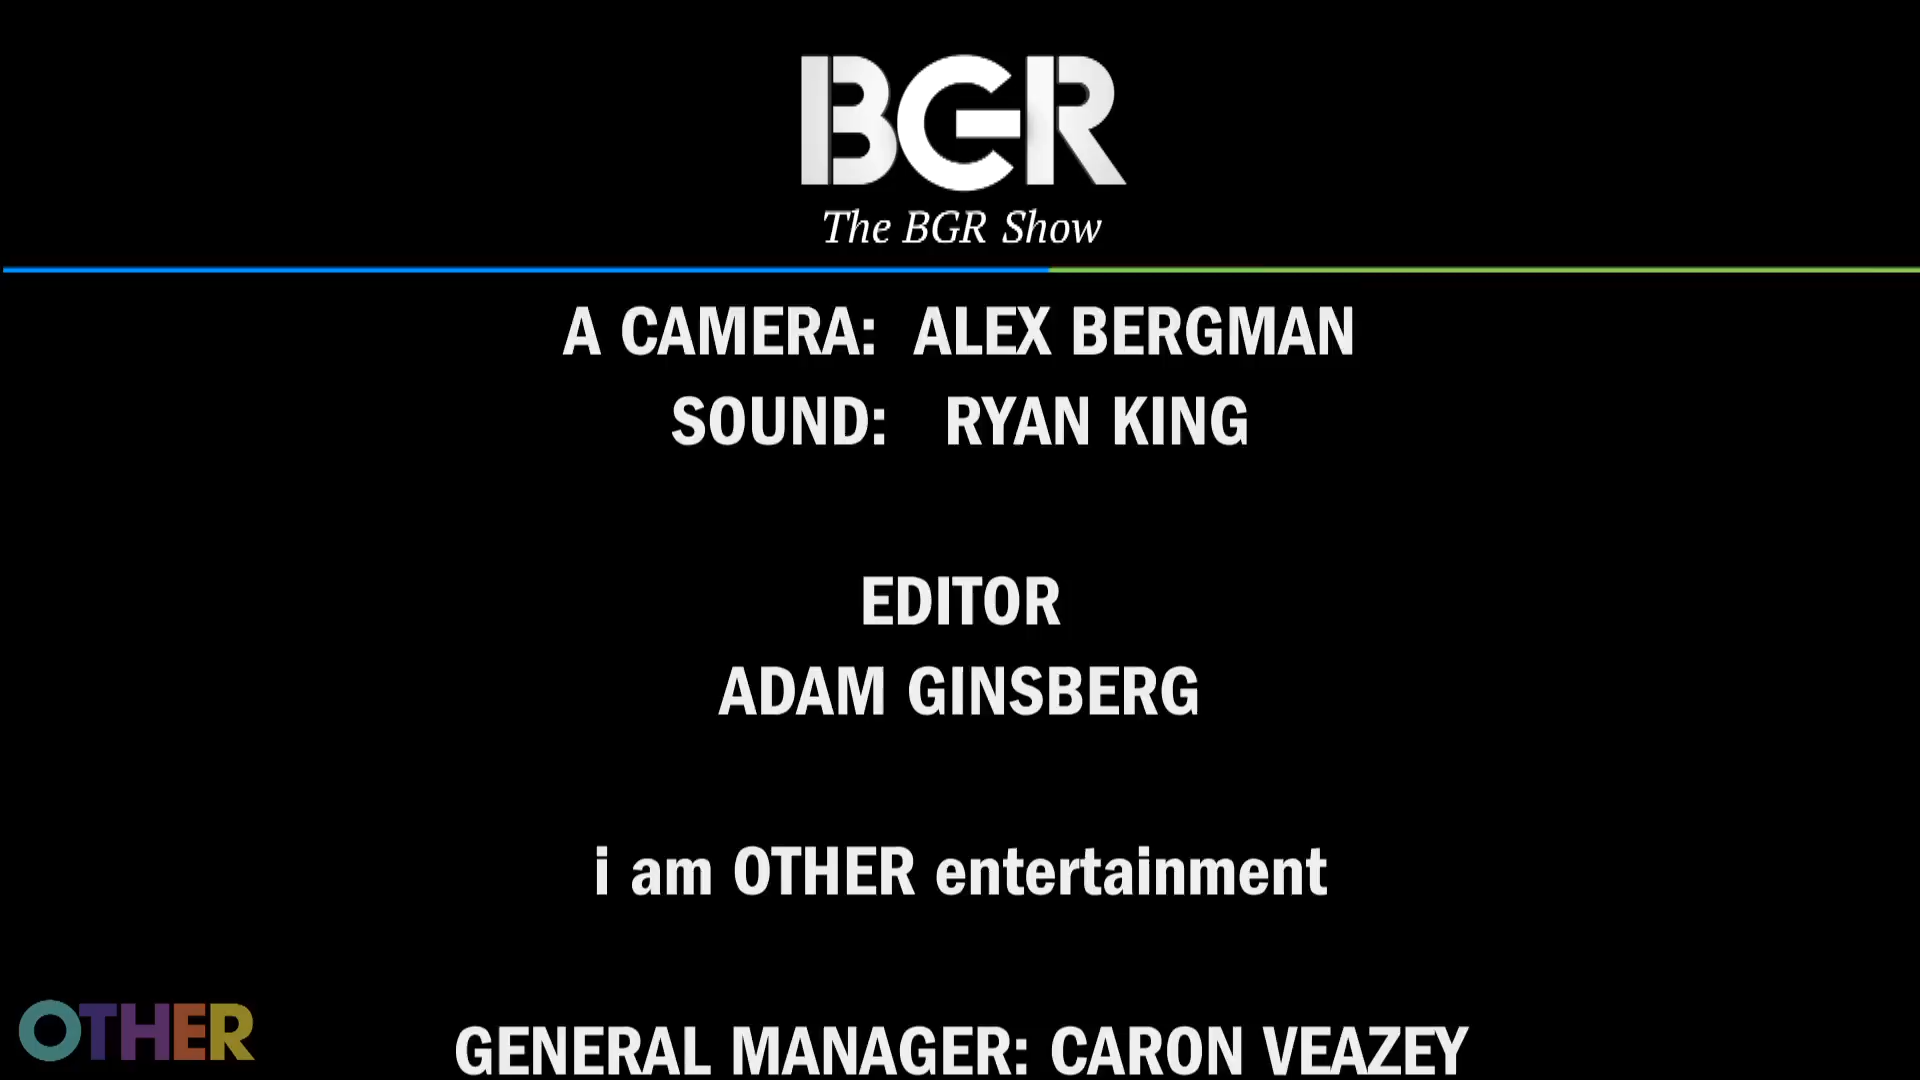 BGR
The BGR Show
A CAMERA: ALEX BERGMAN
SOUND: RYAN KING
EDITOR
ADAM GINSBERG
i am OTHER entertainment
OTHER
GENERAL MANAGER: CARON VEAZEY